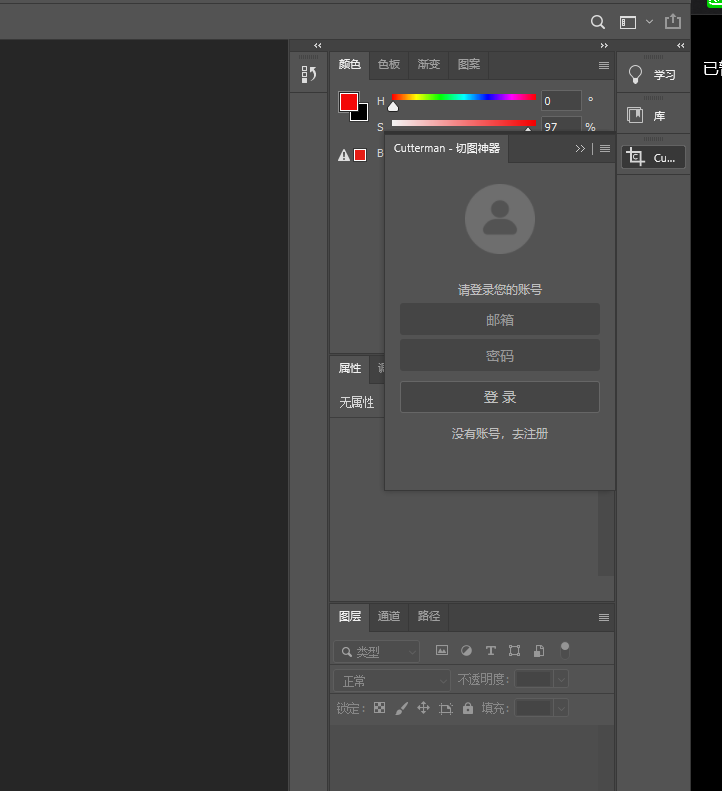 已
颜色 色板 渐变 图案
学习
H 0 °
库
S 97 %
Cutterman - 切图神器
B
Cu...
请登录您的账号
邮箱
属性
密码
无属性
登 录
没有账号，去注册
图层 通道 路径
类型
正常 不透明度:
锁定: 填充: